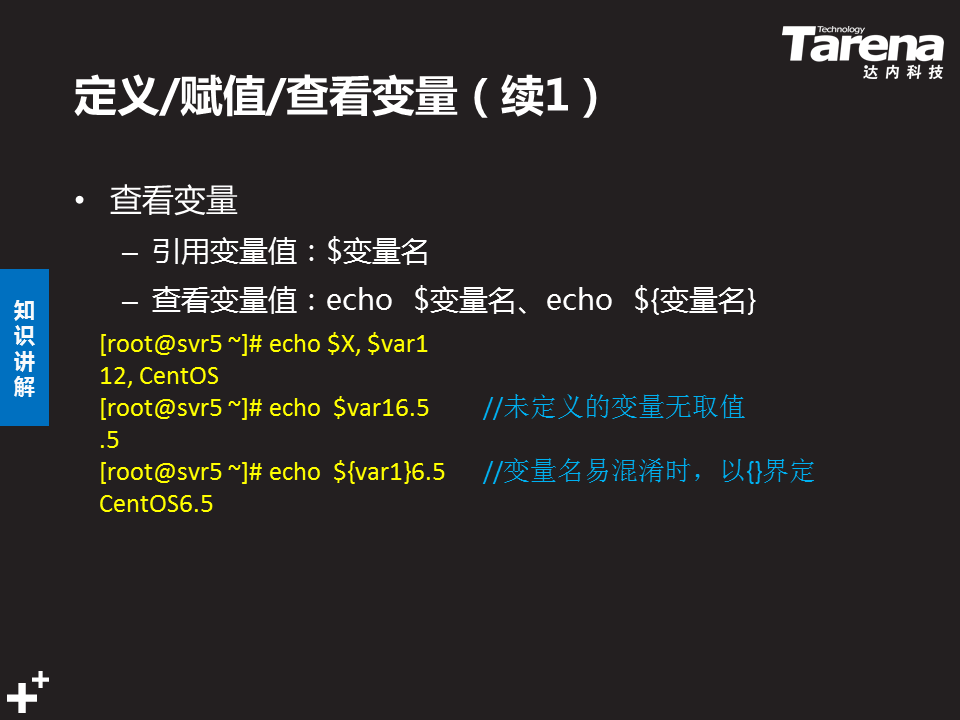 Technology
Tarena
达内科技
定义/赋值/查看变量（续1）
• 查看变量
– 引用变量值：$变量名
– 查看变量值：echo $变量名、echo ${变量名}
知识讲解
[root@svr5 ~]# echo $X, $var1
12, CentOS
[root@svr5 ~]# echo $var16.5 //未定义的变量无取值
.5
[root@svr5 ~]# echo ${var1}6.5 //变量名易混淆时，以{}界定
CentOS6.5